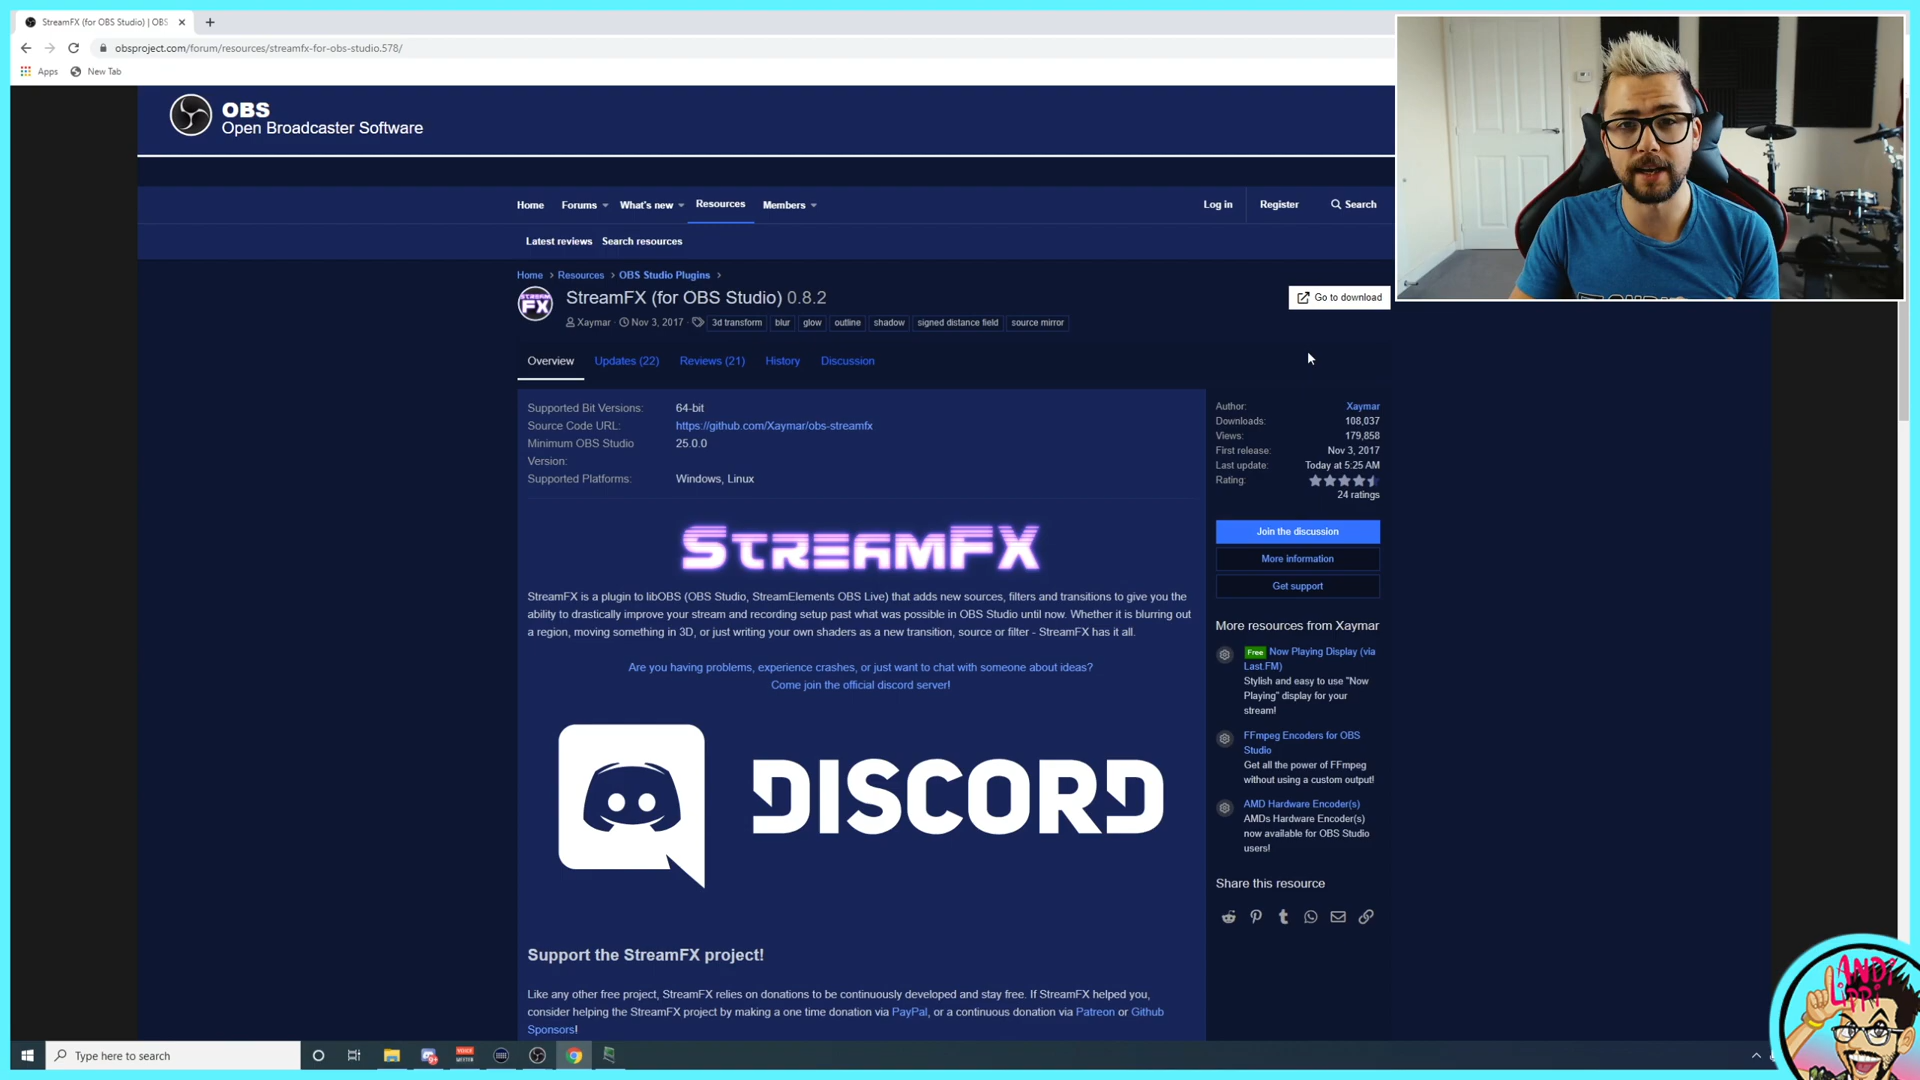 StreamFX (for OBS Studio) | OBS
obsproject.com/forum/resources/streamfx-for-obs-studio.578/
Apps New Tab
OBS
Open Broadcaster Software
Home Forums What's new Resources Members Log in Register Search
Latest reviews Search resources
Home > Resources > OBS Studio Plugins >
STREAM FX
StreamFX (for OBS Studio) 0.8.2
Go to download
Xaymar Nov 3, 2017 3d transform blur glow outline shadow signed distance field source mirror
Overview Updates (22) Reviews (21) History Discussion
Supported Bit Versions: 64-bit
Source Code URL: https://github.com/Xaymar/obs-streamfx
Minimum OBS Studio 25.0.0
Version:
Supported Platforms: Windows, Linux
STREAMFX
StreamFX is a plugin to libOBS (OBS Studio, StreamElements OBS Live) that adds new sources, filters and transitions to give you the
ability to drastically improve your stream and recording setup past what was possible in OBS Studio until now. Whether it is blurring out
a region, moving something in 3D, or just writing your own shaders as a new transition, source or filter - StreamFX has it all.
Are you having problems, experience crashes, or just want to chat with someone about ideas?
Come join the official discord server!
DISCORD
Support the StreamFX project!
Like any other free project, StreamFX relies on donations to be continuously developed and stay free. If StreamFX helped you,
consider helping the StreamFX project by making a one time donation via PayPal, or a continuous donation via Patreon or Github
Sponsors!
Author: Xaymar
Downloads: 108,037
Views: 179,858
First release: Nov 3, 2017
Last update: Today at 5:25 AM
Rating:
24 ratings
Join the discussion
More information
Get support
More resources from Xaymar
Free Now Playing Display (via
Last.FM)
Stylish and easy to use "Now
Playing" display for your
stream!
FFmpeg Encoders for OBS
Studio
Get all the power of FFmpeg
without using a custom output!
AMD Hardware Encoder(s)
AMDs Hardware Encoder(s)
now available for OBS Studio
users!
Share this resource
Type here to search